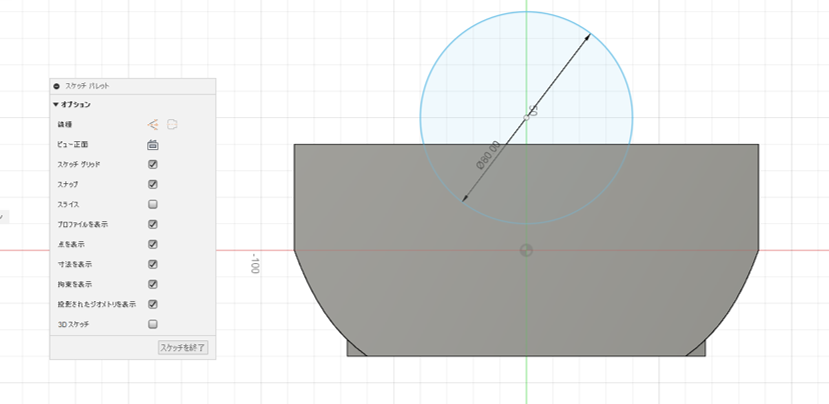 スケッチ パレット
オプション
線種
ビュー正面
スケッチ グリッド
スナップ
スライス
プロファイルを表示
点を表示
寸法を表示
拘束を表示
投影されたジオメトリを表示
3D スケッチ
スケッチを終了
50
Ø80.00
-100